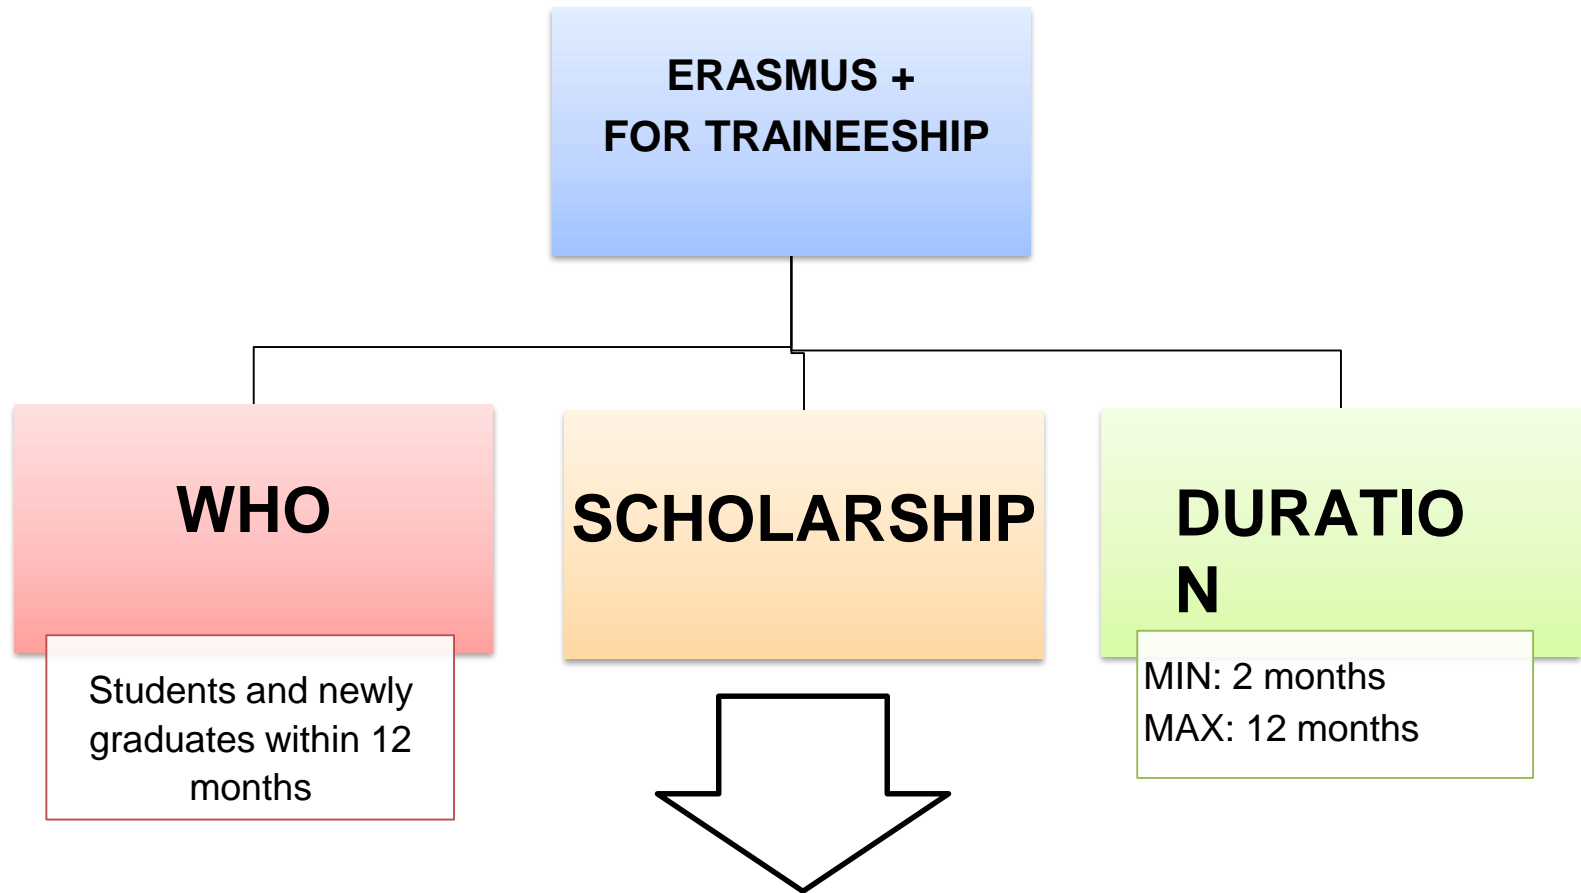 ERASMUS +
FOR TRAINEESHIP
WHO
SCHOLARSHIP
DURATIO
N
Students and newly
graduates within 12
months
MIN: 2 months
MAX: 12 months